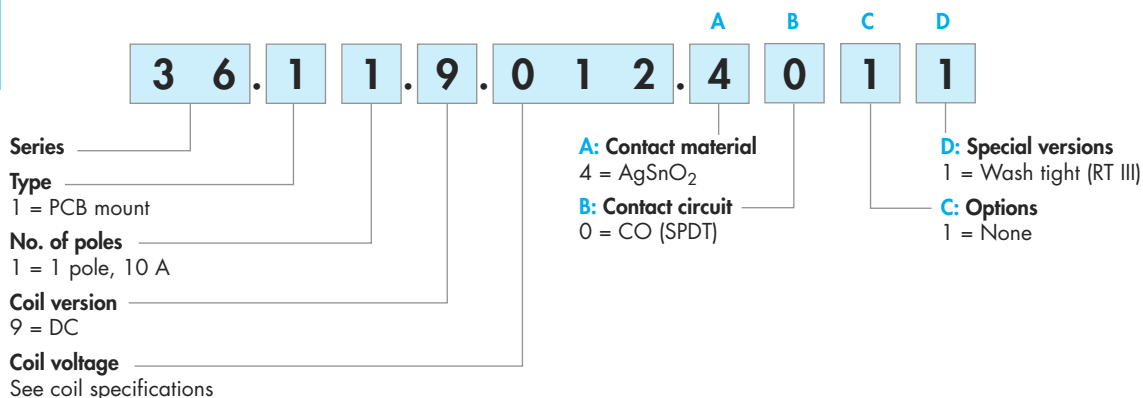 A B C D
3 6 . 1 1 . 9 . 0 1 2 . 4 0 1 1
Series
Type
1 = PCB mount
No. of poles
1 = 1 pole, 10 A
Coil version
9 = DC
Coil voltage
See coil specifications
A: Contact material
4 = AgSnO₂
B: Contact circuit
0 = CO (SPDT)
D: Special versions
1 = Wash tight (RT III)
C: Options
1 = None